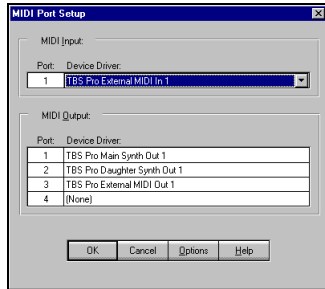 MIDI Port Setup
MIDI Input:
Port: Device Driver:
1 TBS Pro External MIDI In 1
MIDI Output:
Port: Device Driver:
1 TBS Pro Main Synth Out 1
2 TBS Pro Daughter Synth Out 1
3 TBS Pro External MIDI Out 1
4 (None)
OK Cancel Options Help